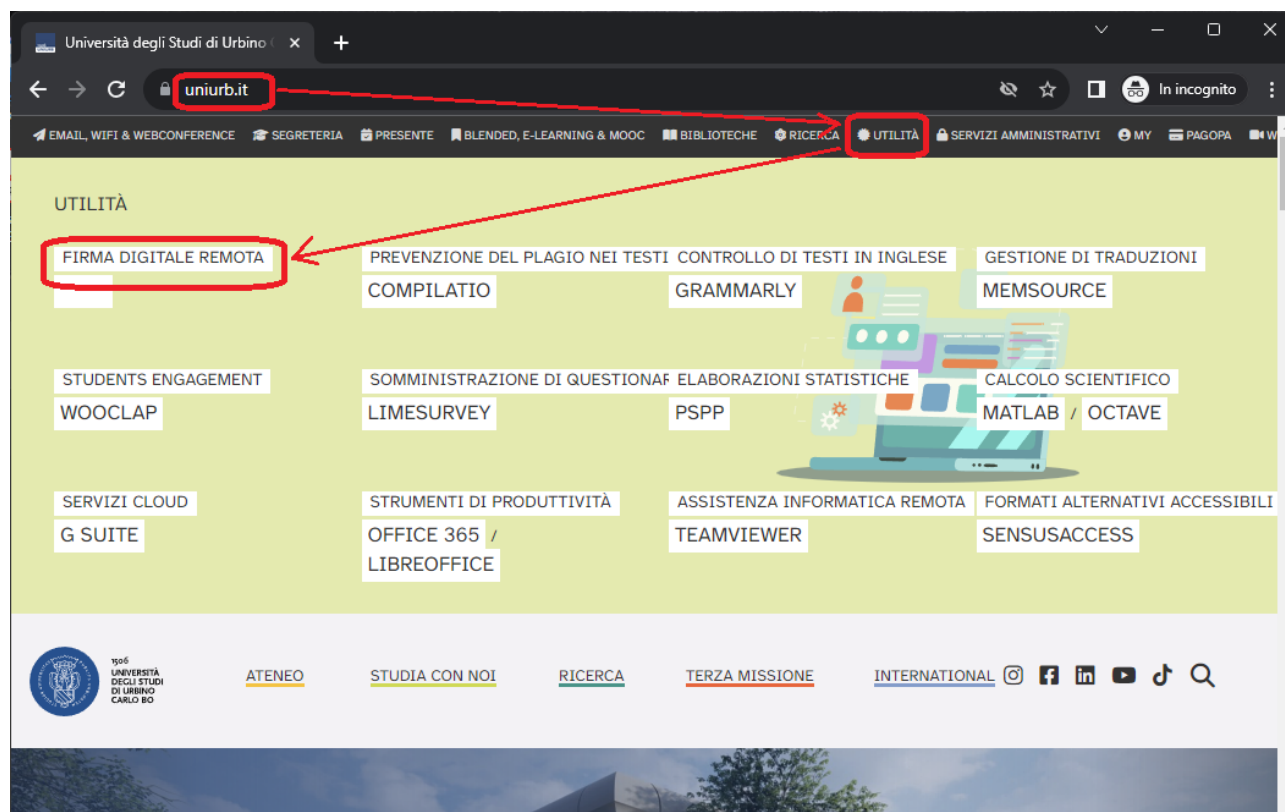 Università degli Studi di Urbino
uniurb.it
In incognito
EMAIL, WIFI & WEBCONFERENCE SEGRETERIA PRESENTE BLENDED, E-LEARNING & MOOC BIBLIOTECHE RICERCA UTILITÀ SERVIZI AMMINISTRATIVI MY PAGOPA W
UTILITÀ
FIRMA DIGITALE REMOTA PREVENZIONE DEL PLAGIO NEI TESTI CONTROLLO DI TESTI IN INGLESE GESTIONE DI TRADUZIONI
COMPILATIO GRAMMARLY MEMSOURCE
STUDENTS ENGAGEMENT SOMMINISTRAZIONE DI QUESTIONAR ELABORAZIONI STATISTICHE CALCOLO SCIENTIFICO
WOOCLAP LIMESURVEY PSPP MATLAB / OCTAVE
SERVIZI CLOUD STRUMENTI DI PRODUTTIVITÀ ASSISTENZA INFORMATICA REMOTA FORMATI ALTERNATIVI ACCESSIBILI
G SUITE OFFICE 365 / TEAMVIEWER SENSUSACCESS
LIBREOFFICE
1506
UNIVERSITÀ
DEGLI STUDI
DI URBINO
CARLO BO
ATENEO STUDIA CON NOI RICERCA TERZA MISSIONE INTERNATIONAL